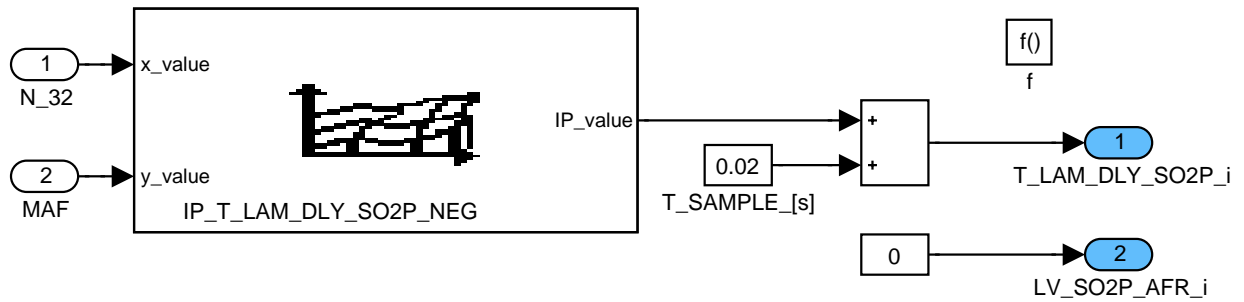 1
x_value
N_32
2
y_value
MAF
IP_value
IP_T_LAM_DLY_SO2P_NEG
0.02
T_SAMPLE_[s]
+
+
f()
f
1
T_LAM_DLY_SO2P_i
0
2
LV_SO2P_AFR_i